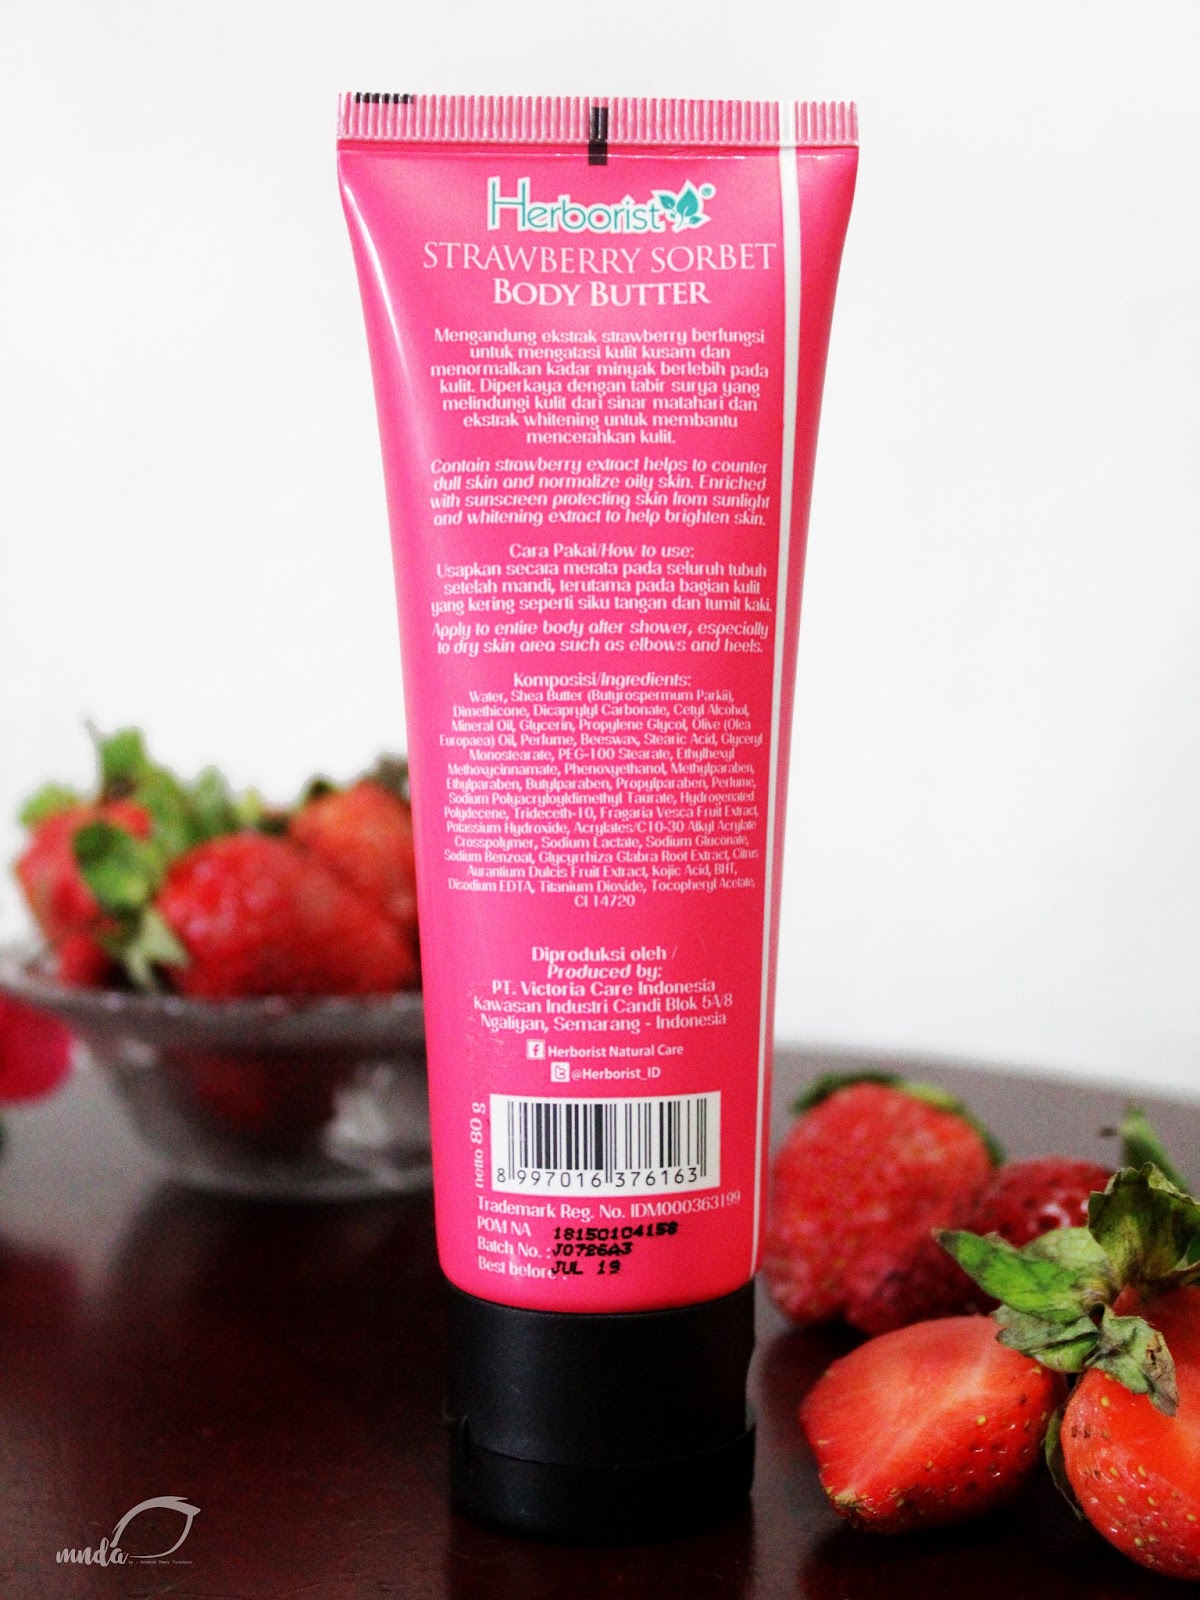 Herborist®
STRAWBERRY SORBET
BODY BUTTER
Mengandung ekstrak strawberry berfungsi
untuk mengatasi kulit kusam dan
menormalkan kadar minyak berlebih pada
kulit. Diperkaya dengan tabir surya yang
melindungi kulit dari sinar matahari dan
ekstrak whitening untuk membantu
mencerahkan kulit.
Contain strawberry extract helps to counter
dull skin and normalize oily skin. Enriched
with sunscreen protecting skin from sunlight
and whitening extract to help brighten skin.
Cara Pakai/How to use:
Usapkan secara merata pada seluruh tubuh
setelah mandi, terutama pada bagian kulit
yang kering seperti siku tangan dan tumit kaki.
Apply to entire body after shower, especially
to dry skin area such as elbows and heels.
Komposisi/Ingredients:
Water, Shea Butter (Butyrospermum Parkii),
Dimethicone, Dicaprylyl Carbonate, Cetyl Alcohol,
Mineral Oil, Glycerin, Propylene Glycol, Olive (Olea
Europaea) Oil, Perfume, Beeswax, Stearic Acid, Glyceryl
Monostearate, PEG-100 Stearate, Ethylhexyl
Methoxycinnamate, Phenoxyethanol, Methylparaben,
Ethylparaben, Butylparaben, Propylparaben, Perfume,
Sodium Polyacryloyldimethyl Taurate, Hydrogenated
Polydecene, Trideceth-10, Fragaria Vesca Fruit Extract,
Potassium Hydroxide, Acrylates/C10-30 Alkyl Acrylate
Crosspolymer, Sodium Lactate, Sodium Gluconate,
Sodium Benzoat, Glycyrrhiza Glabra Root Extract, Citrus
Aurantium Dulcis Fruit Extract, Kojic Acid, BHT,
Disodium EDTA, Titanium Dioxide, Tocopheryl Acetate,
CI 14720
Diproduksi oleh /
Produced by:
PT. Victoria Care Indonesia
Kawasan Industri Candi Blok 5A/8
Ngaliyan, Semarang - Indonesia
Herborist Natural Care
@Herborist_ID
netto 80 g
8 997016 376163
Trademark Reg. No. IDM000363199
POM NA 18150104158
Batch No. : J0726A3
Best before : JUL 19
mnda